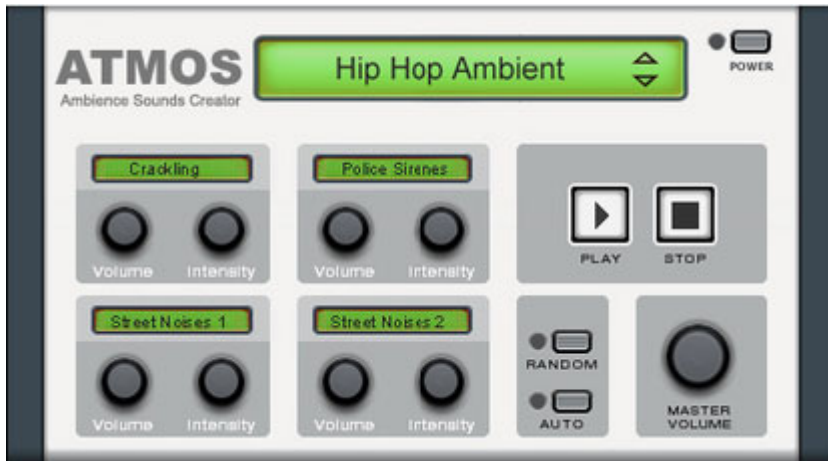 ATMOS
Ambience Sounds Creator
Hip Hop Ambient
POWER
Crackling
Volume Intensity
Police Sirenes
Volume Intensity
PLAY STOP
Street Noises 1
Volume Intensity
Street Noises 2
Volume Intensity
RANDOM
AUTO
MASTER
VOLUME